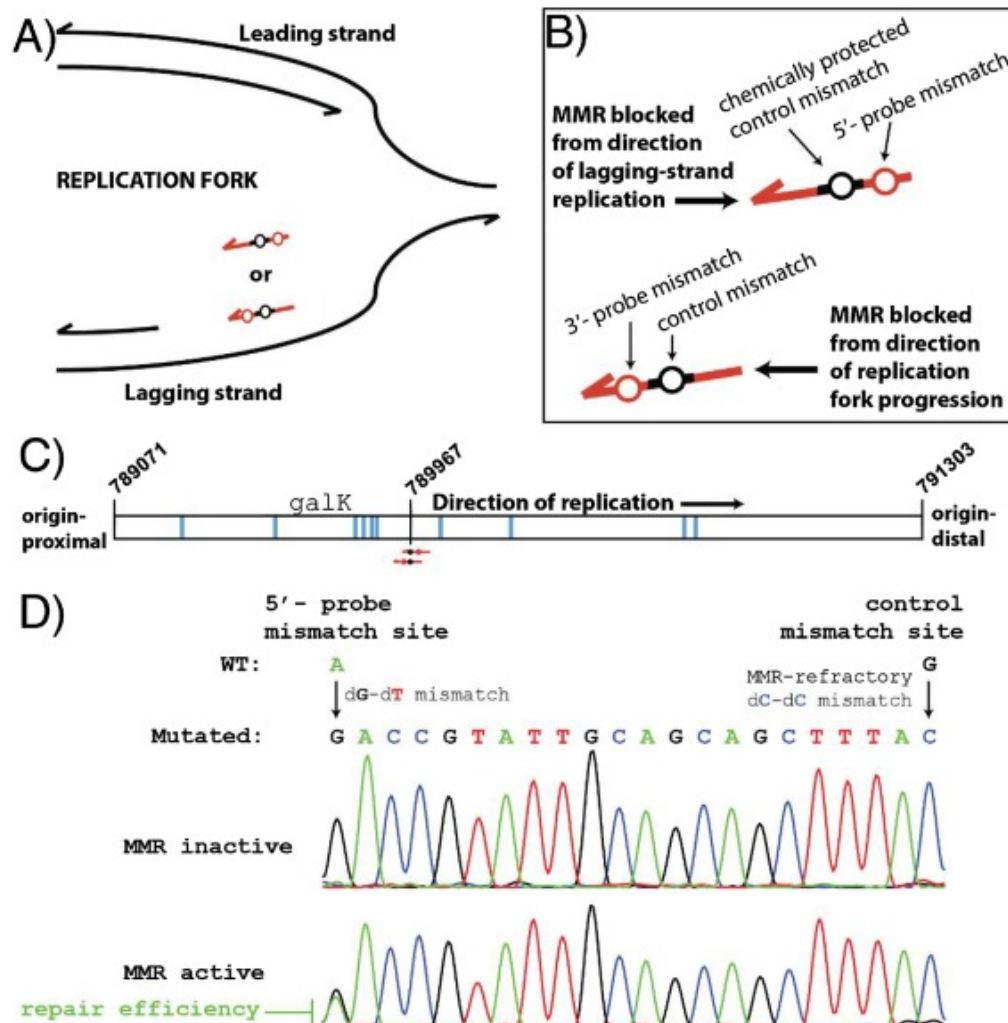 A)
Leading strand
REPLICATION FORK
or
Lagging strand
B)
chemically protected
control mismatch
5'- probe mismatch
MMR blocked
from direction
of lagging-strand
replication
3'- probe mismatch
control mismatch
MMR blocked
from direction
of replication
fork progression
C)
789071
789967
791303
galK
Direction of replication
origin-
proximal
origin-
distal
D)
5'- probe
mismatch site
control
mismatch site
WT:
A
G
dG-dT mismatch
MMR-refractory
dC-dC mismatch
Mutated:
G A C C G T A T T G C A G C A G C T T T A C
MMR inactive
MMR active
repair efficiency